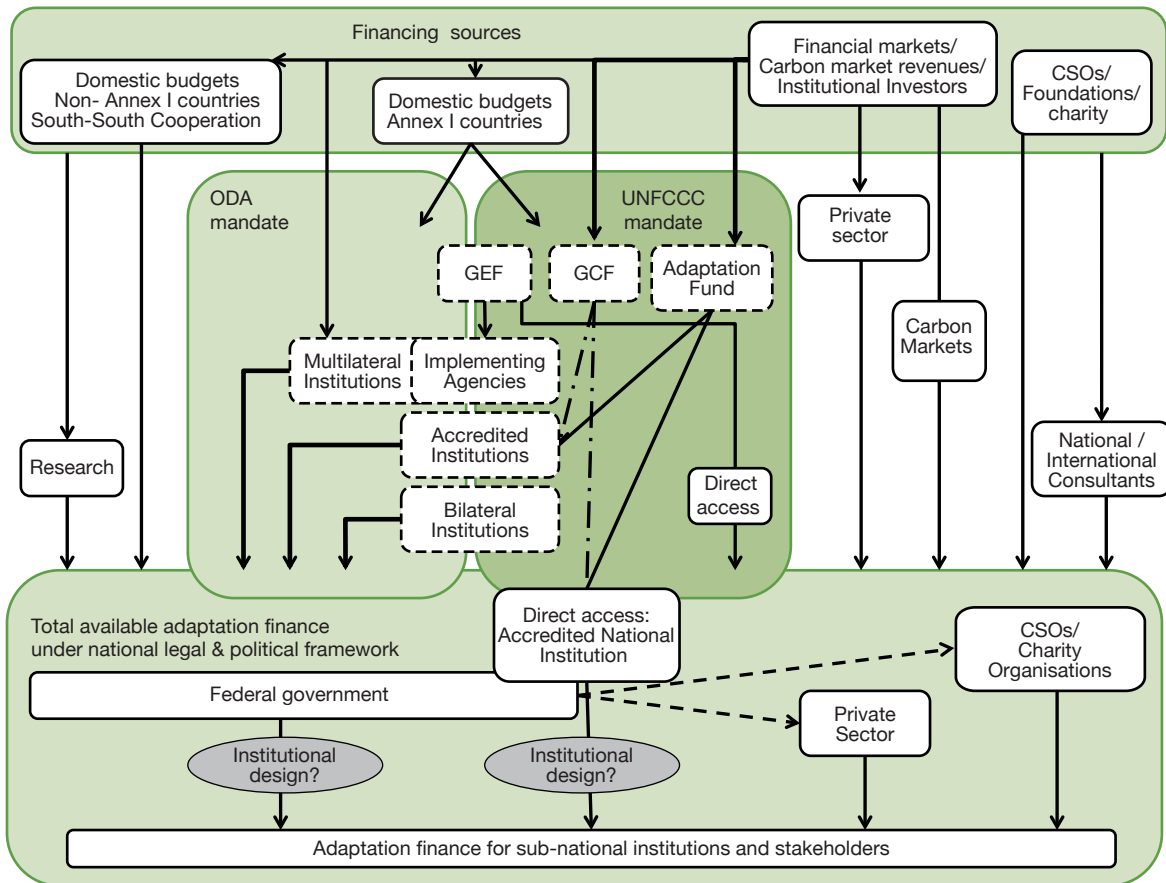 Financing sources
Domestic budgets
Non- Annex I countries
South-South Cooperation
Domestic budgets
Annex I countries
Financial markets/
Carbon market revenues/
Institutional Investors
CSOs/
Foundations/
charity
ODA
mandate
UNFCCC
mandate
Private
sector
GEF
GCF
Adaptation
Fund
Carbon
Markets
Multilateral
Institutions
Implementing
Agencies
Accredited
Institutions
Research
National /
International
Consultants
Direct
access
Bilateral
Institutions
Total available adaptation finance
under national legal & political framework
Direct access:
Accredited National
Institution
CSOs/
Charity
Organisations
Federal government
Private
Sector
Institutional
design?
Institutional
design?
Adaptation finance for sub-national institutions and stakeholders